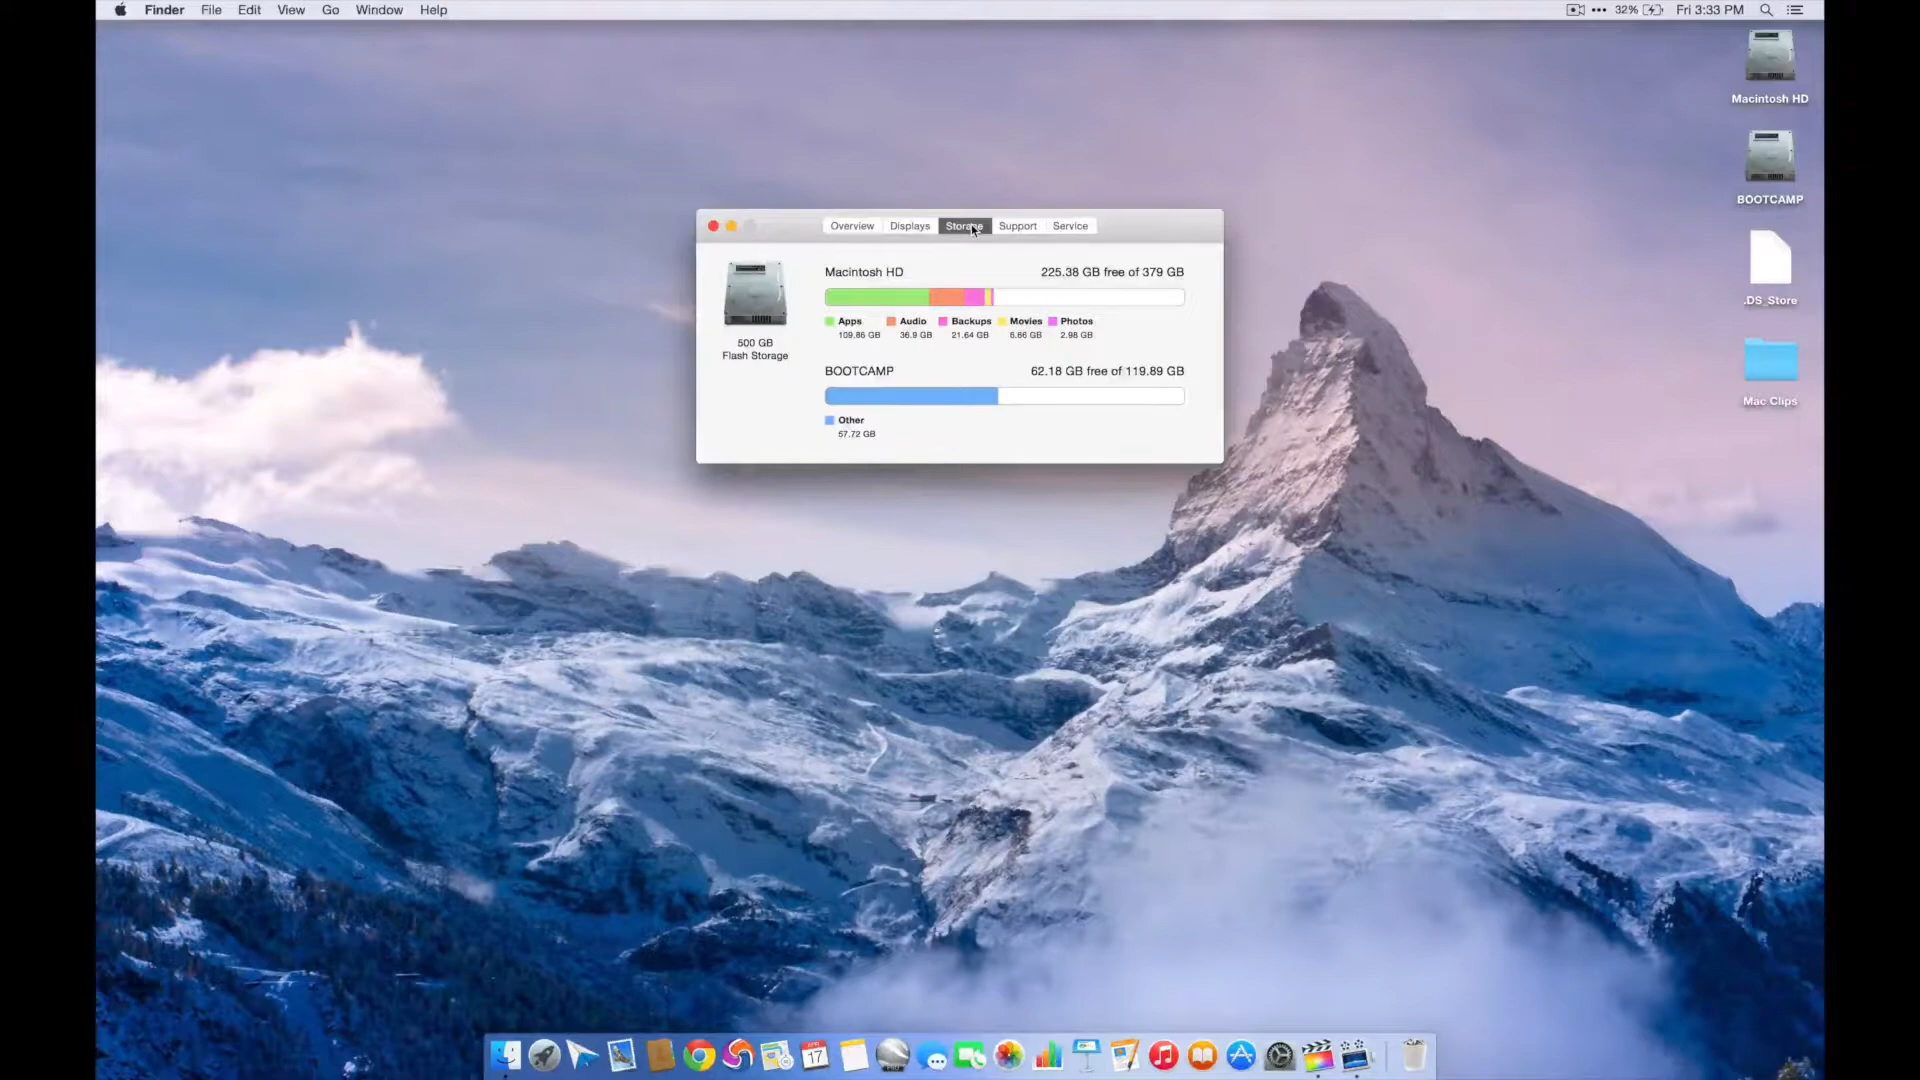 Finder File Edit View Go Window Help 32% Fri 3:33 PM
Macintosh HD
BOOTCAMP
.DS_Store
Mac Clips
Overview Displays Storage Support Service
500 GB
Flash Storage
Macintosh HD 225.38 GB free of 379 GB
Apps Audio Backups Movies Photos
109.86 GB 36.9 GB 21.64 GB 6.86 GB 2.98 GB
BOOTCAMP 62.18 GB free of 119.89 GB
Other
57.72 GB
17